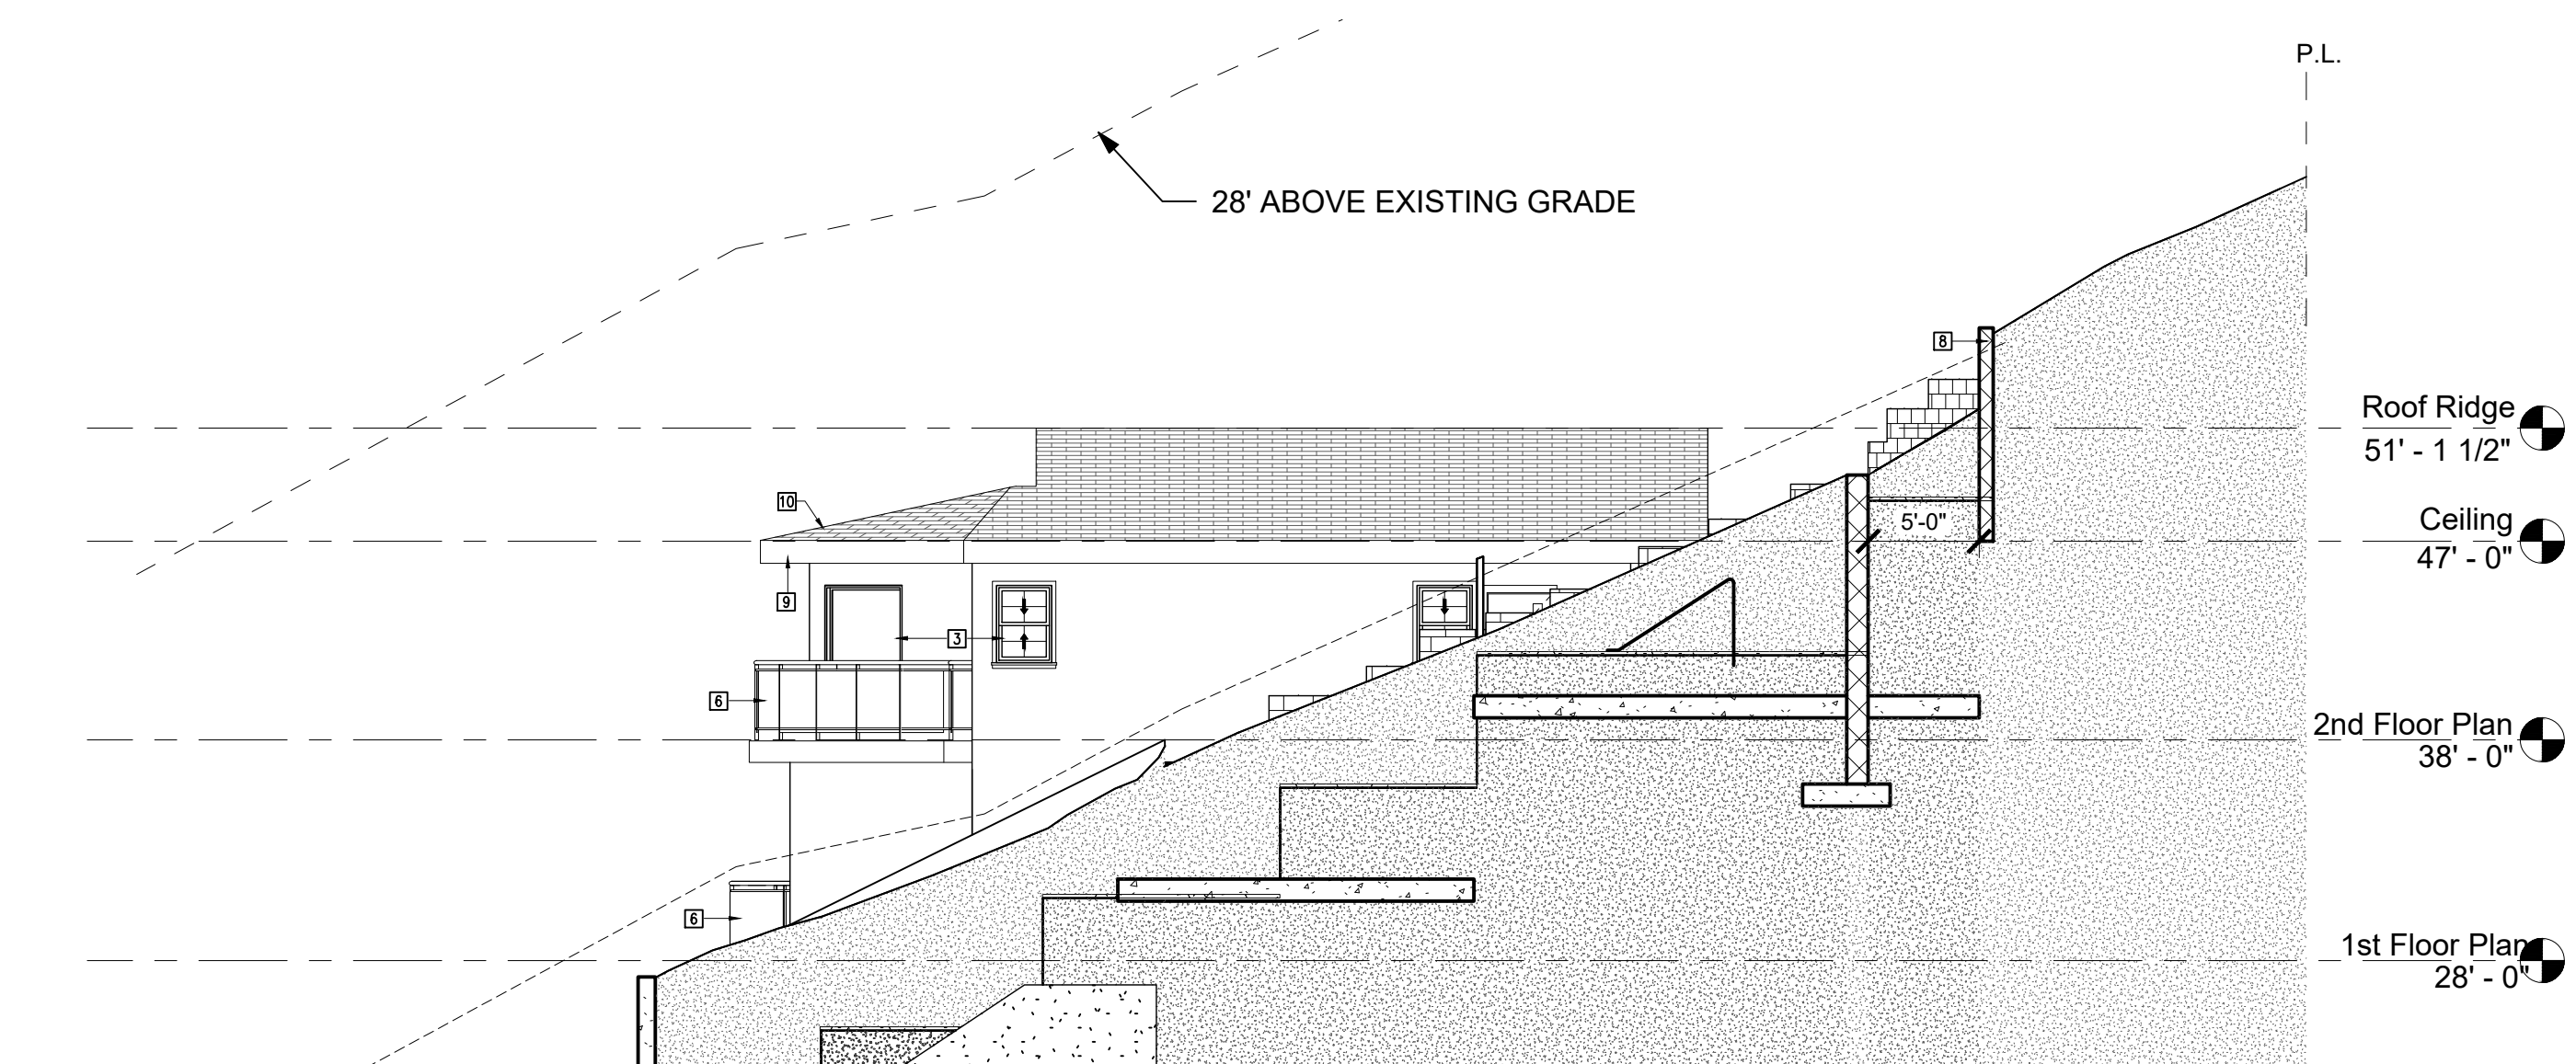 P.L.
28' ABOVE EXISTING GRADE
8
Roof Ridge
51' - 1 1/2"
10
5'-0"
Ceiling
47' - 0"
9
3
6
2nd Floor Plan
38' - 0"
6
1st Floor Plan
28' - 0"